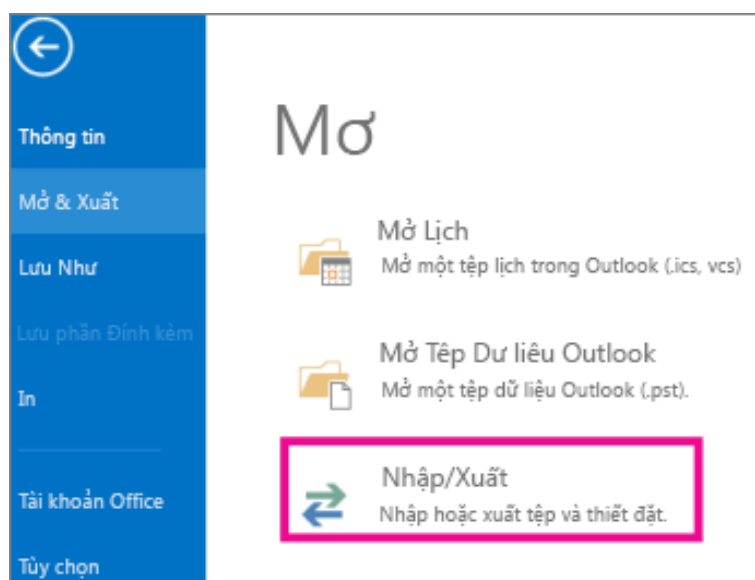 Thông tin
Mở & Xuất
Lưu Như
Lưu phần Đính kèm
In
Tài khoản Office
Tùy chọn
Mơ
Mở Lịch
Mở một tệp lịch trong Outlook (.ics, vcs)
Mở Têp Dư liêu Outlook
Mở một tệp dữ liệu Outlook (.pst).
Nhập/Xuất
Nhập hoặc xuất tệp và thiết đặt.